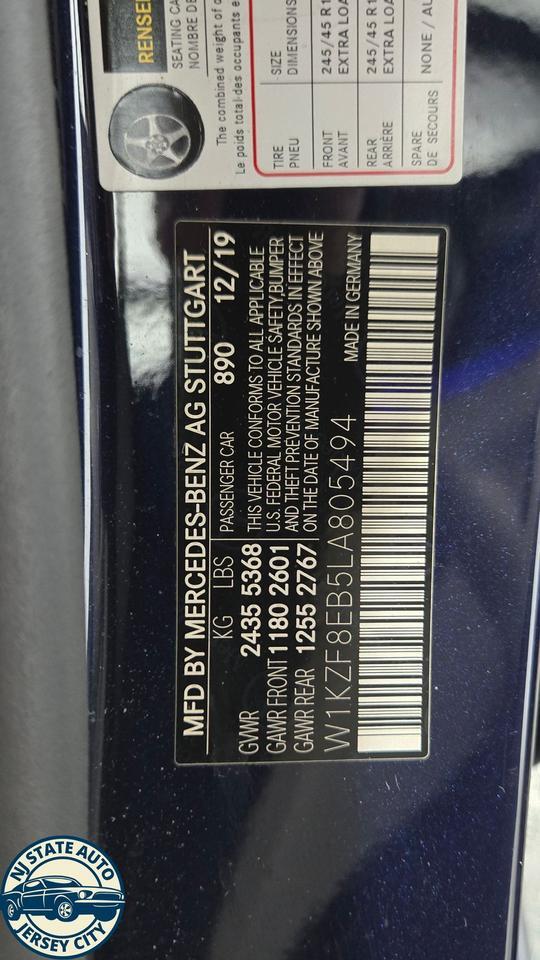 RENSEI
SEATING CA
NOMBRE DE
The combined weight of
Le poids total des occupants e
TIRE SIZE
PNEU DIMENSIONS
FRONT 245/45 R1
AVANT EXTRA LOA
REAR 245/45 R1
ARRIÈRE EXTRA LOA
SPARE NONE / AU
DE SECOURS
MFD BY MERCEDES-BENZ AG STUTTGART
KG LBS PASSENGER CAR 890 12/19
GVWR 2435 5368
GAWR FRONT 1180 2601
GAWR REAR 1255 2767
THIS VEHICLE CONFORMS TO ALL APPLICABLE
U.S. FEDERAL MOTOR VEHICLE SAFETY,BUMPER
AND THEFT PREVENTION STANDARDS IN EFFECT
ON THE DATE OF MANUFACTURE SHOWN ABOVE
W1KZF8EB5LA805494 MADE IN GERMANY
NJ STATE AUTO
JERSEY CITY